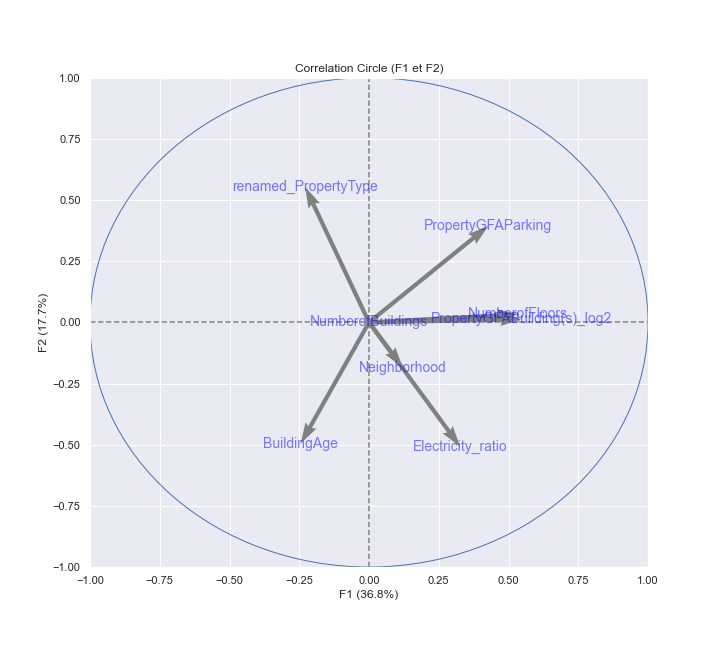 Correlation Circle (F1 et F2)
1.00
0.75
0.50
0.25
0.00
−0.25
−0.50
−0.75
−1.00
F2 (17.7%)
renamed_PropertyType
PropertyGFAParking
NumberofFloors
PropertyGFABuilding(s)_log2
NumberofBuildings
Neighborhood
BuildingAge
Electricity_ratio
−1.00 −0.75 −0.50 −0.25 0.00 0.25 0.50 0.75 1.00
F1 (36.8%)